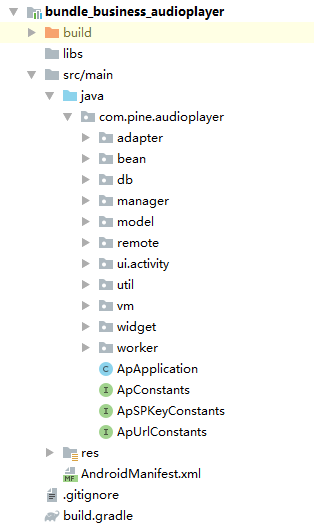 bundle_business_audioplayer
build
libs
src/main
java
com.pine.audioplayer
adapter
bean
db
manager
model
remote
ui.activity
util
vm
widget
worker
C ApApplication
I ApConstants
I ApSPKeyConstants
I ApUrlConstants
res
MF AndroidManifest.xml
.gitignore
build.gradle